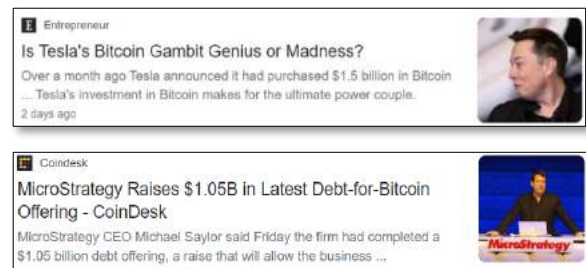 Entrepreneur
Is Tesla's Bitcoin Gambit Genius or Madness?
Over a month ago Tesla announced it had purchased $1.5 billion in Bitcoin
... Tesla's investment in Bitcoin makes for the ultimate power couple.
2 days ago
Coindesk
MicroStrategy Raises $1.05B in Latest Debt-for-Bitcoin
Offering - CoinDesk
MicroStrategy CEO Michael Saylor said Friday the firm had completed a
$1.05 billion debt offering, a raise that will allow the business ...
MicroStrategy